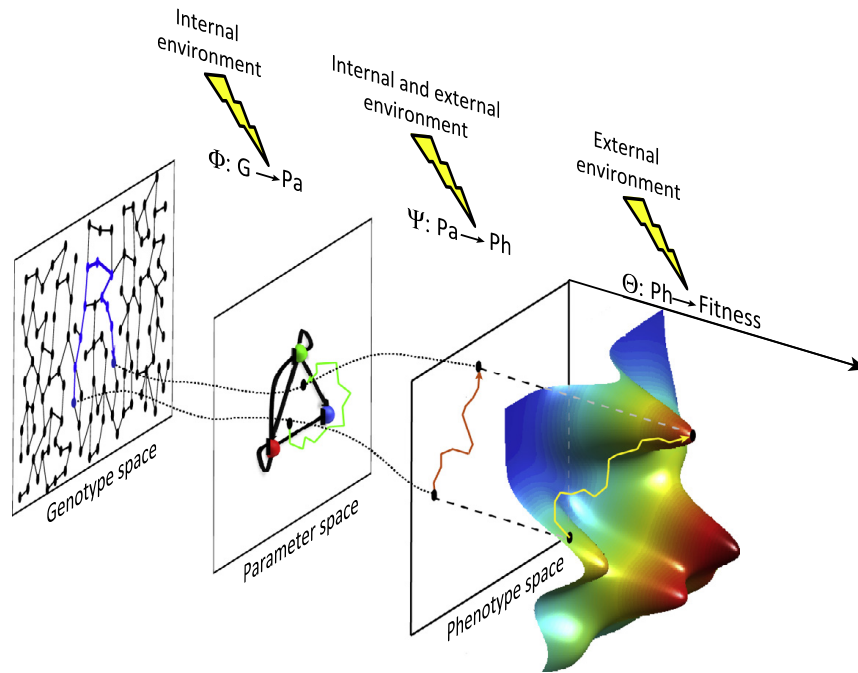 Internal
environment
Φ: G → Pa
Internal and external
environment
Ψ: Pa → Ph
External
environment
Θ: Ph → Fitness
Genotype space
Parameter space
Phenotype space